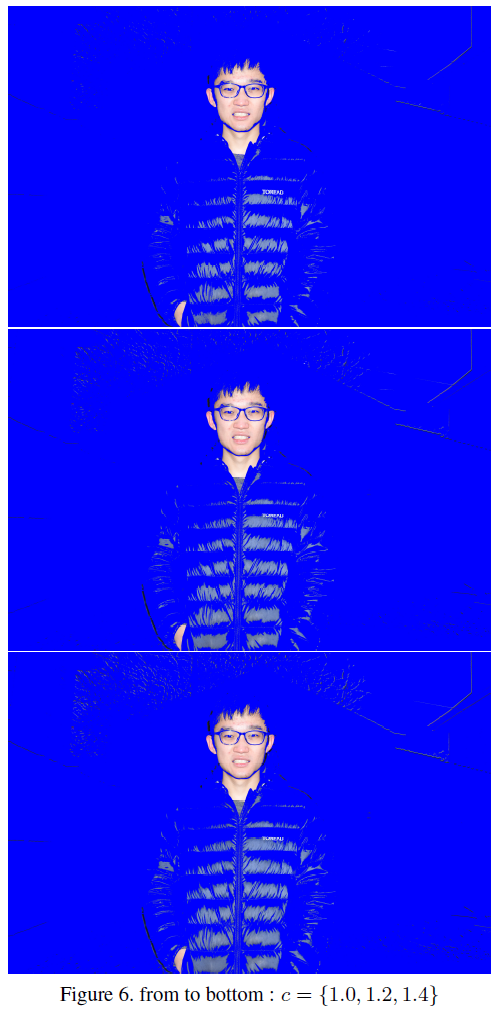 Figure 6. from to bottom : c = {1.0, 1.2, 1.4}